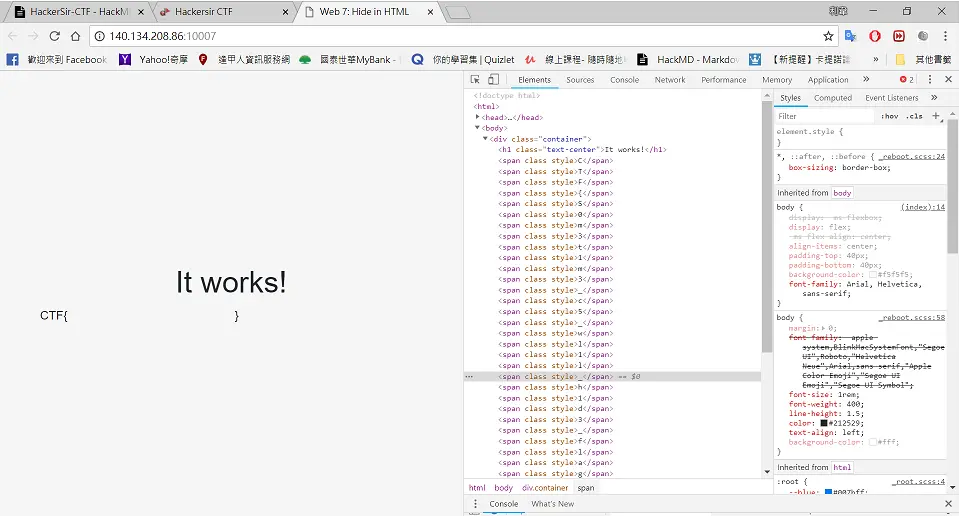 HackerSir-CTF - HackM
Hackersir CTF
Web 7: Hide in HTML
140.134.208.86:10007
歡迎來到 Facebook
Yahoo!奇摩
達甲人資訊服務網
國泰世華MyBank -
你的學習集 | Quizlet
線上課程- 隨時隨地
HackMD - Markdow
【新提醒】卡提諾論
»
其他書籤
Elements
Sources
Console
Network
Performance
Memory
Application
»
2
It works!
CTF{ }
<!doctype html>
<html>
<head>…</head>
<body>
<div class="container">
<h1 class="text-center">It works!</h1>
<span class style>C</span>
<span class style>T</span>
<span class style>F</span>
<span class style>{</span>
<span class style>S</span>
<span class style>0</span>
<span class style>m</span>
<span class style>3</span>
<span class style>t</span>
<span class style>1</span>
<span class style>m</span>
<span class style>3</span>
<span class style>_</span>
<span class style>c</span>
<span class style>5</span>
<span class style>_</span>
<span class style>w</span>
<span class style>1</span>
<span class style>l</span>
<span class style>l</span>
… <span class style>_</span> == $0
<span class style>h</span>
<span class style>1</span>
<span class style>d</span>
<span class style>3</span>
<span class style>_</span>
<span class style>f</span>
<span class style>l</span>
<span class style>a</span>
<span class style>g</span>
html body div.container span
Console What's New
Styles Computed Event Listeners »
Filter :hov .cls +
element.style {
}
*, ::after, ::before { _reboot.scss:24
box-sizing: border-box;
}
Inherited from body
body { (index):14
display: -ms-flexbox;
display: flex;
-ms-flex-align: center;
align-items: center;
padding-top: 40px;
padding-bottom: 40px;
background-color: #f5f5f5;
font-family: Arial, Helvetica,
sans-serif;
}
body { _reboot.scss:58
margin: 0;
font-family: -apple-
system,BlinkMacSystemFont,"Segoe
UI",Roboto,"Helvetica
Neue",Arial,sans-serif,"Apple
Color Emoji","Segoe UI
Emoji","Segoe UI Symbol";
font-size: 1rem;
font-weight: 400;
line-height: 1.5;
color: #212529;
text-align: left;
background-color: #fff;
}
Inherited from html
:root { _root.scss:4
--blue: #007bff;